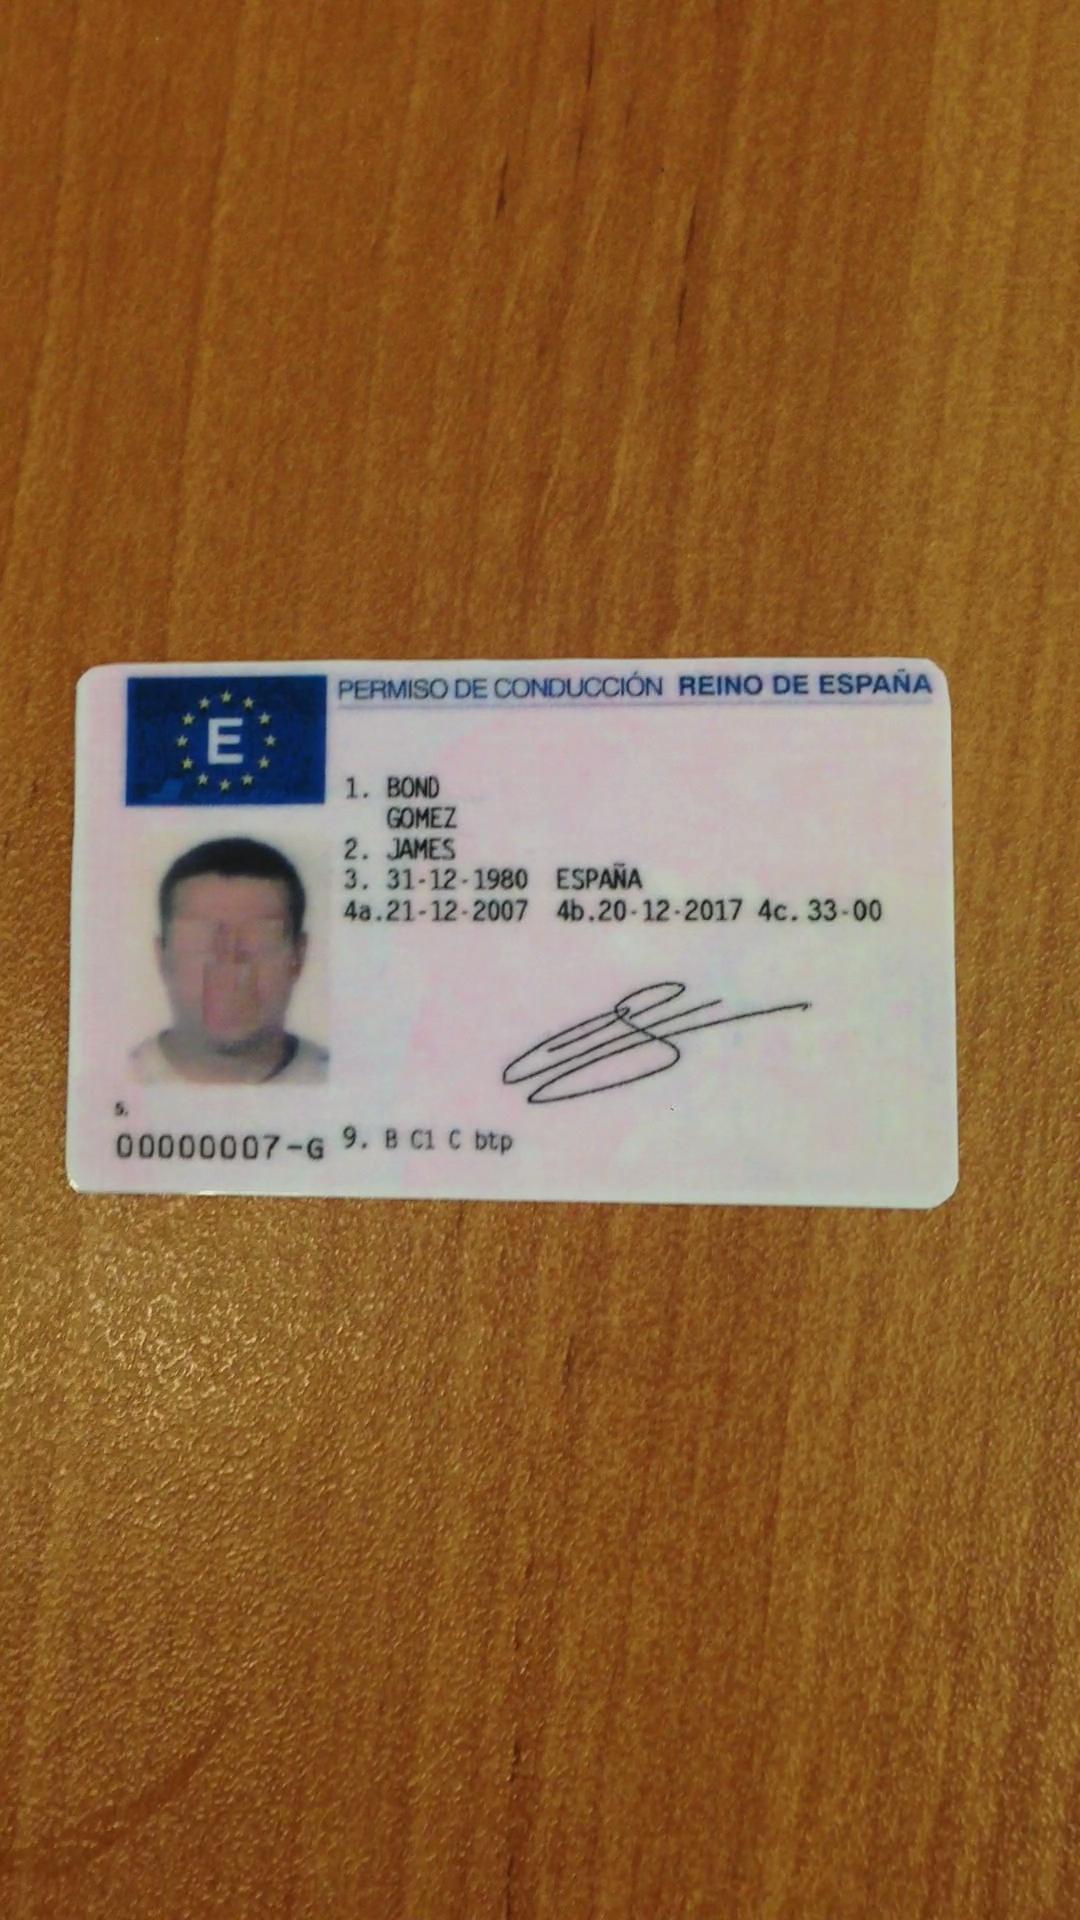 E
PERMISO DE CONDUCCIÓN REINO DE ESPAÑA
1. BOND
GOMEZ
2. JAMES
3. 31-12-1980 ESPAÑA
4a.21-12-2007 4b.20-12-2017 4c. 33-00
5.
00000007-G
9. B C1 C btp